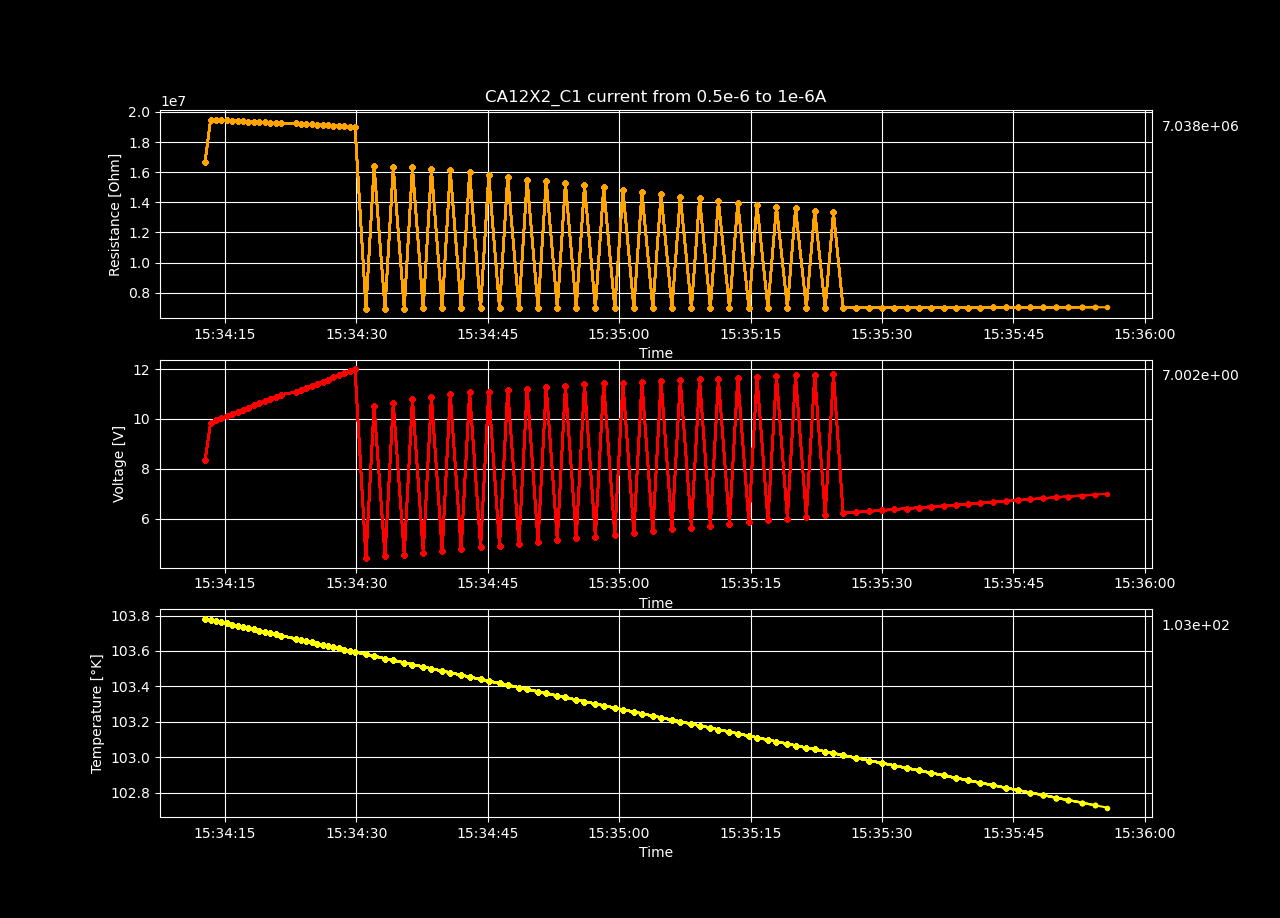 CA12X2_C1 current from 0.5e-6 to 1e-6A
1e7
7.038e+06
Resistance [Ohm]
2.0
1.8
1.6
1.4
1.2
1.0
0.8
15:34:15 15:34:30 15:34:45 15:35:00 15:35:15 15:35:30 15:35:45 15:36:00
Time
7.002e+00
Voltage [V]
12
10
8
6
15:34:15 15:34:30 15:34:45 15:35:00 15:35:15 15:35:30 15:35:45 15:36:00
Time
1.03e+02
Temperature [°K]
103.8
103.6
103.4
103.2
103.0
102.8
15:34:15 15:34:30 15:34:45 15:35:00 15:35:15 15:35:30 15:35:45 15:36:00
Time